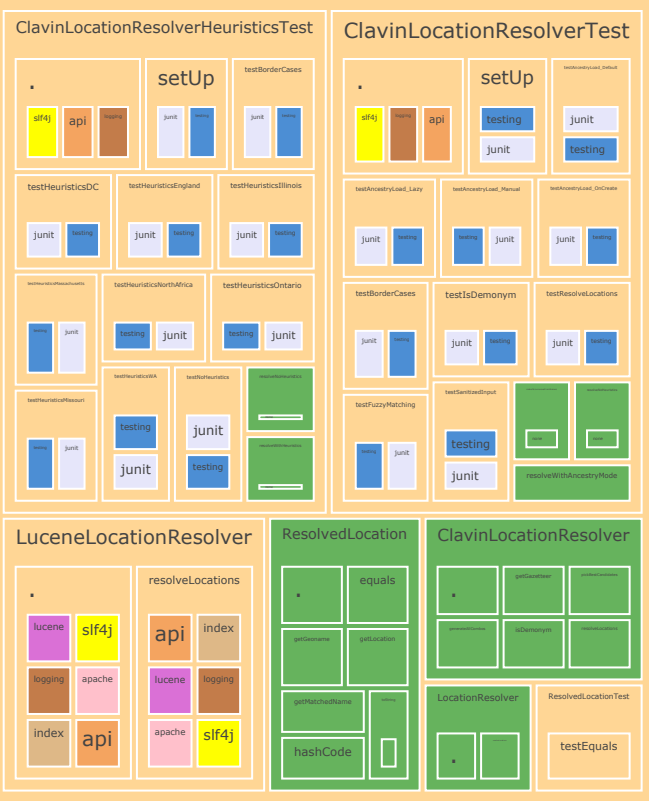 ClavinLocationResolverHeuristicsTest
.
slf4j
api
logging
setUp
junit
testing
testBorderCases
junit
testing
testHeuristicsDC
junit
testing
testHeuristicsEngland
junit
testing
testHeuristicsIllinois
junit
testing
testHeuristicsMassachusetts
testing
junit
testHeuristicsNorthAfrica
testing
junit
testHeuristicsOntario
testing
junit
testHeuristicsMissouri
testing
junit
testHeuristicsWA
testing
junit
testNoHeuristics
junit
testing
ClavinLocationResolverTest
.
slf4j
logging
api
setUp
testing
junit
testAncestryLoad_Default
junit
testing
testAncestryLoad_Lazy
junit
testing
testAncestryLoad_Manual
testing
junit
testAncestryLoad_OnCreate
junit
testing
testBorderCases
junit
testing
testIsDemonym
junit
testing
testResolveLocations
junit
testing
testFuzzyMatching
testing
junit
testSanitizedInput
testing
junit
resolveWithAncestryMode
LuceneLocationResolver
.
lucene
slf4j
logging
apache
index
api
resolveLocations
api
index
lucene
logging
apache
slf4j
ResolvedLocation
.
equals
getGeoname
getLocation
getMatchedName
hashCode
ClavinLocationResolver
.
getGazetteer
isDemonym
resolveLocations
LocationResolver
.
ResolvedLocationTest
testEquals